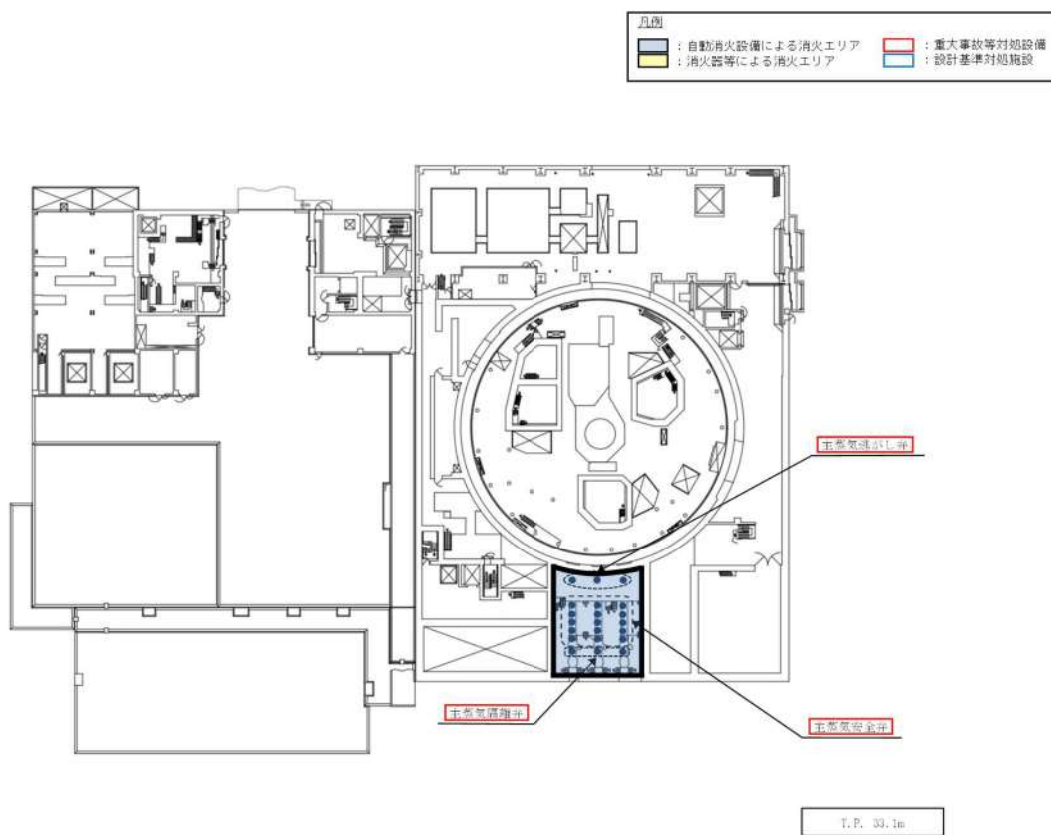 凡例
：自動消火設備による消火エリア
：重大事故等対処設備
：消火器等による消火エリア
：設計基準対処施設
主蒸気逃がし弁
主蒸気隔離弁
主蒸気安全弁
T.P. 33.1m